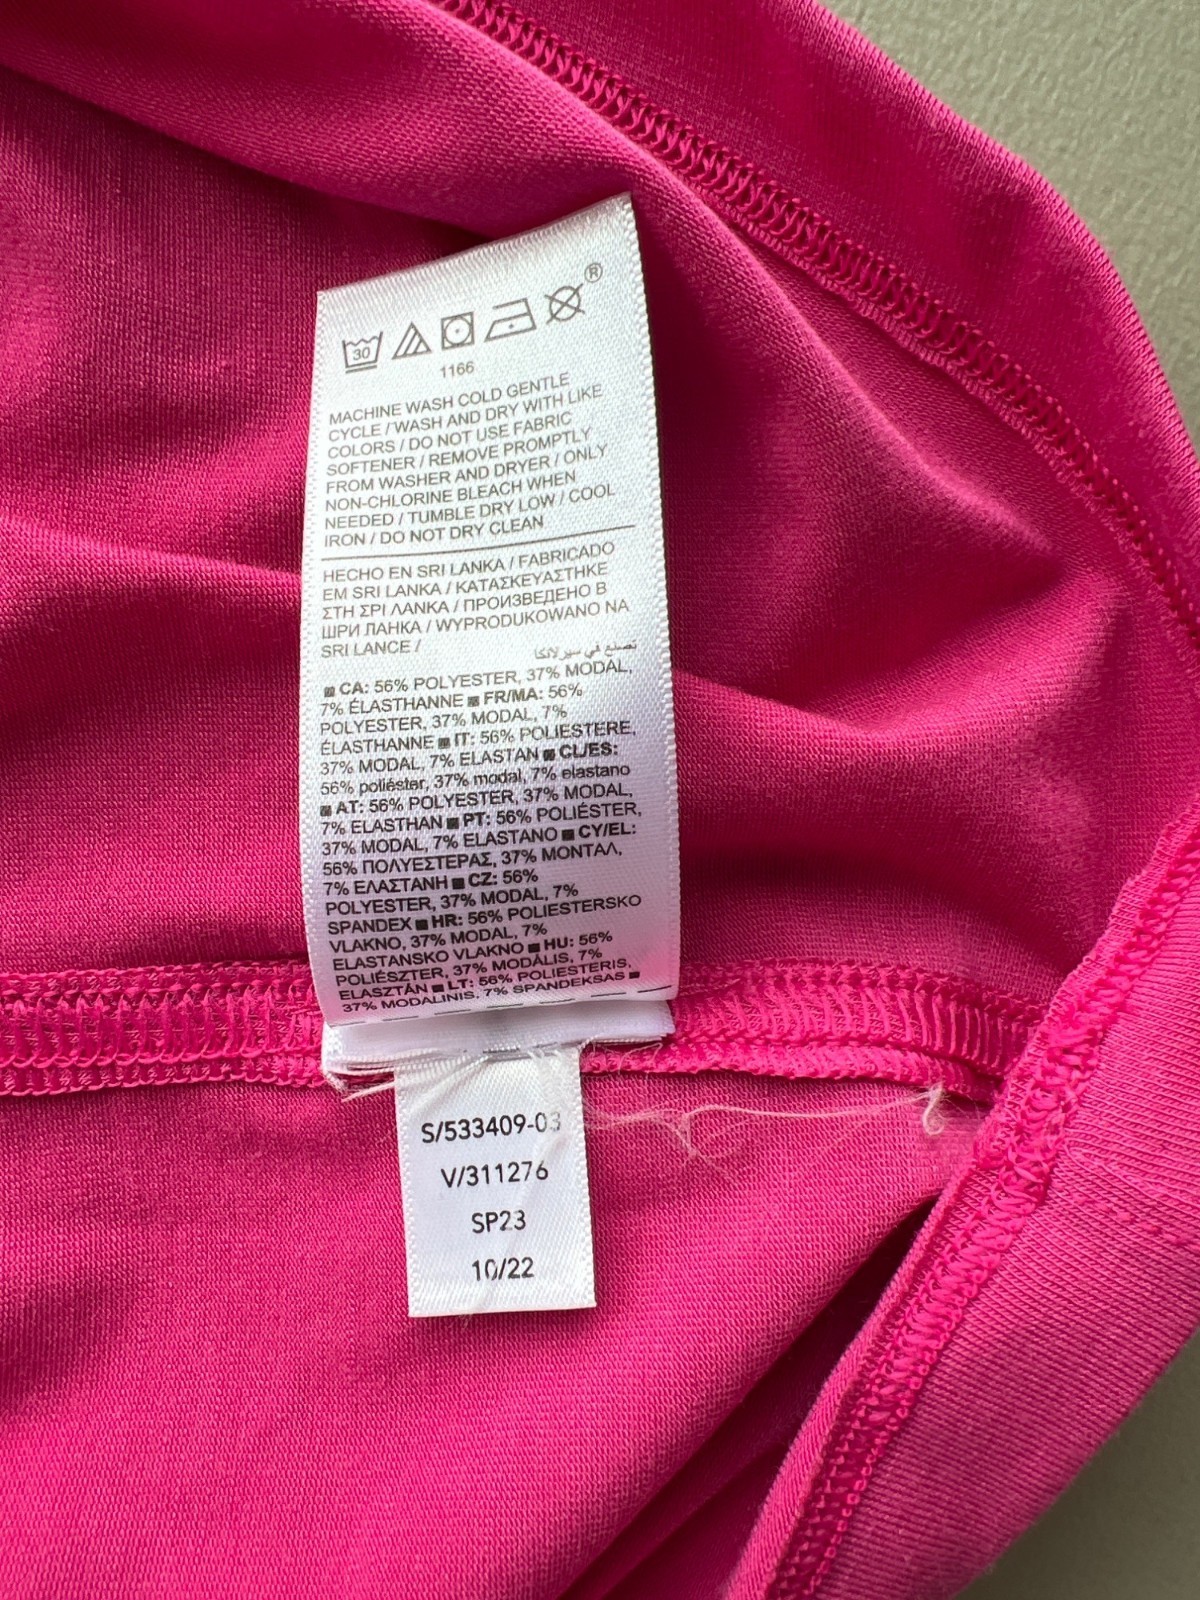 ®
30
1166
MACHINE WASH COLD GENTLE
CYCLE / WASH AND DRY WITH LIKE
COLORS / DO NOT USE FABRIC
SOFTENER / REMOVE PROMPTLY
FROM WASHER AND DRYER / ONLY
NON-CHLORINE BLEACH WHEN
NEEDED / TUMBLE DRY LOW / COOL
IRON / DO NOT DRY CLEAN
HECHO EN SRI LANKA / FABRICADO
EM SRI LANKA / ΚΑΤΑΣΚΕΥΑΣΤΗΚΕ
ΣΤΗ ΣΡΙ ΛΑΝΚΑ / ПРОИЗВЕДЕНО В
ШРИ ЛАНКА / WYPRODUKOWANO NA
SRI LANCE /
تصنع في سيرلانكا
■ CA: 56% POLYESTER, 37% MODAL,
7% ÉLASTHANNE ■ FR/MA: 56%
POLYESTER, 37% MODAL, 7%
ÉLASTHANNE ■ IT: 56% POLIESTERE,
37% MODAL, 7% ELASTAN ■ CL/ES:
56% poliéster, 37% modal, 7% elastano
■ AT: 56% POLYESTER, 37% MODAL,
7% ELASTHAN ■ PT: 56% POLIÉSTER,
37% MODAL, 7% ELASTANO ■ CY/EL:
56% ΠΟΛΥΕΣΤΕΡΑΣ, 37% ΜΟΝΤΑΛ,
7% ΕΛΑΣΤΑΝΗ ■ CZ: 56%
POLYESTER, 37% MODAL, 7%
SPANDEX ■ HR: 56% POLIESTERSKO
VLAKNO, 37% MODAL, 7%
ELASTANSKO VLAKNO ■ HU: 56%
POLIÉSZTER, 37% MODÁLIS, 7%
ELASZTÁN ■ LT: 56% POLIESTERIS,
37% MODALINIS, 7% SPANDEKSAS ■
S/533409-03
V/311276
SP23
10/22